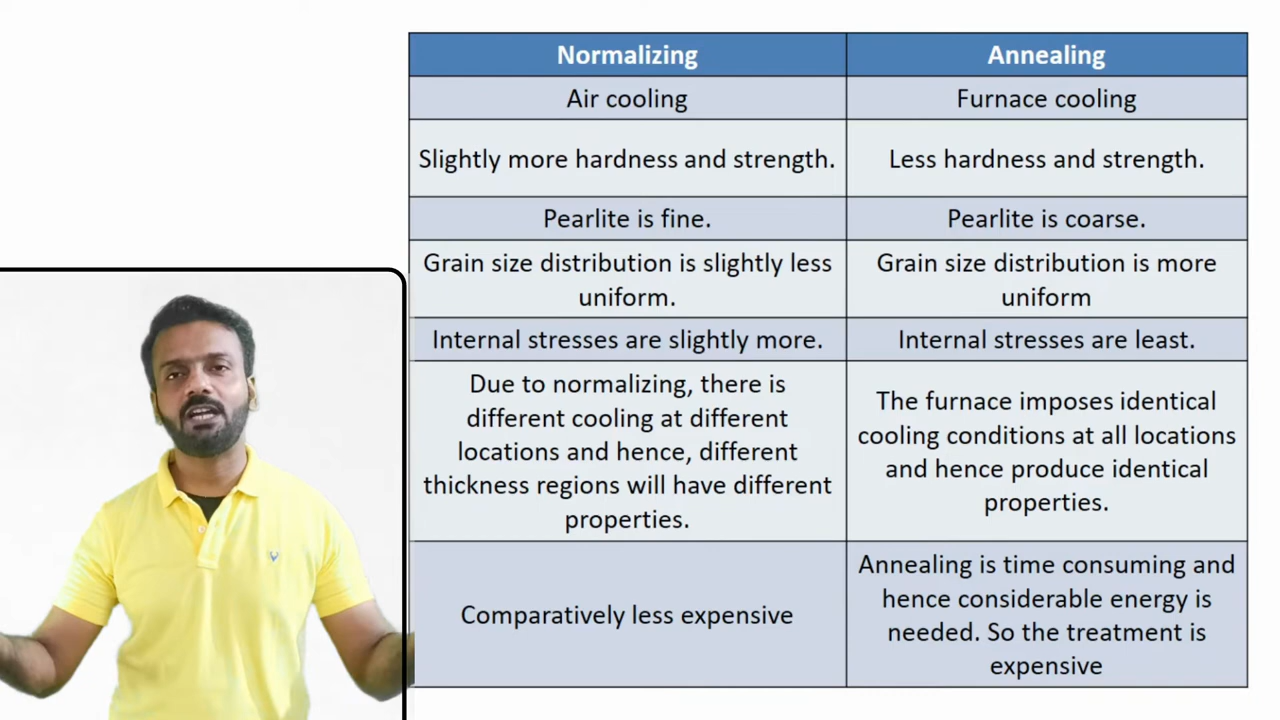 Normalizing
Annealing
Air cooling
Furnace cooling
Slightly more hardness and strength.
Less hardness and strength.
Pearlite is fine.
Pearlite is coarse.
Grain size distribution is slightly less
uniform.
Grain size distribution is more
uniform
Internal stresses are slightly more.
Internal stresses are least.
Due to normalizing, there is
different cooling at different
locations and hence, different
thickness regions will have different
properties.
The furnace imposes identical
cooling conditions at all locations
and hence produce identical
properties.
Comparatively less expensive
Annealing is time consuming and
hence considerable energy is
needed. So the treatment is
expensive